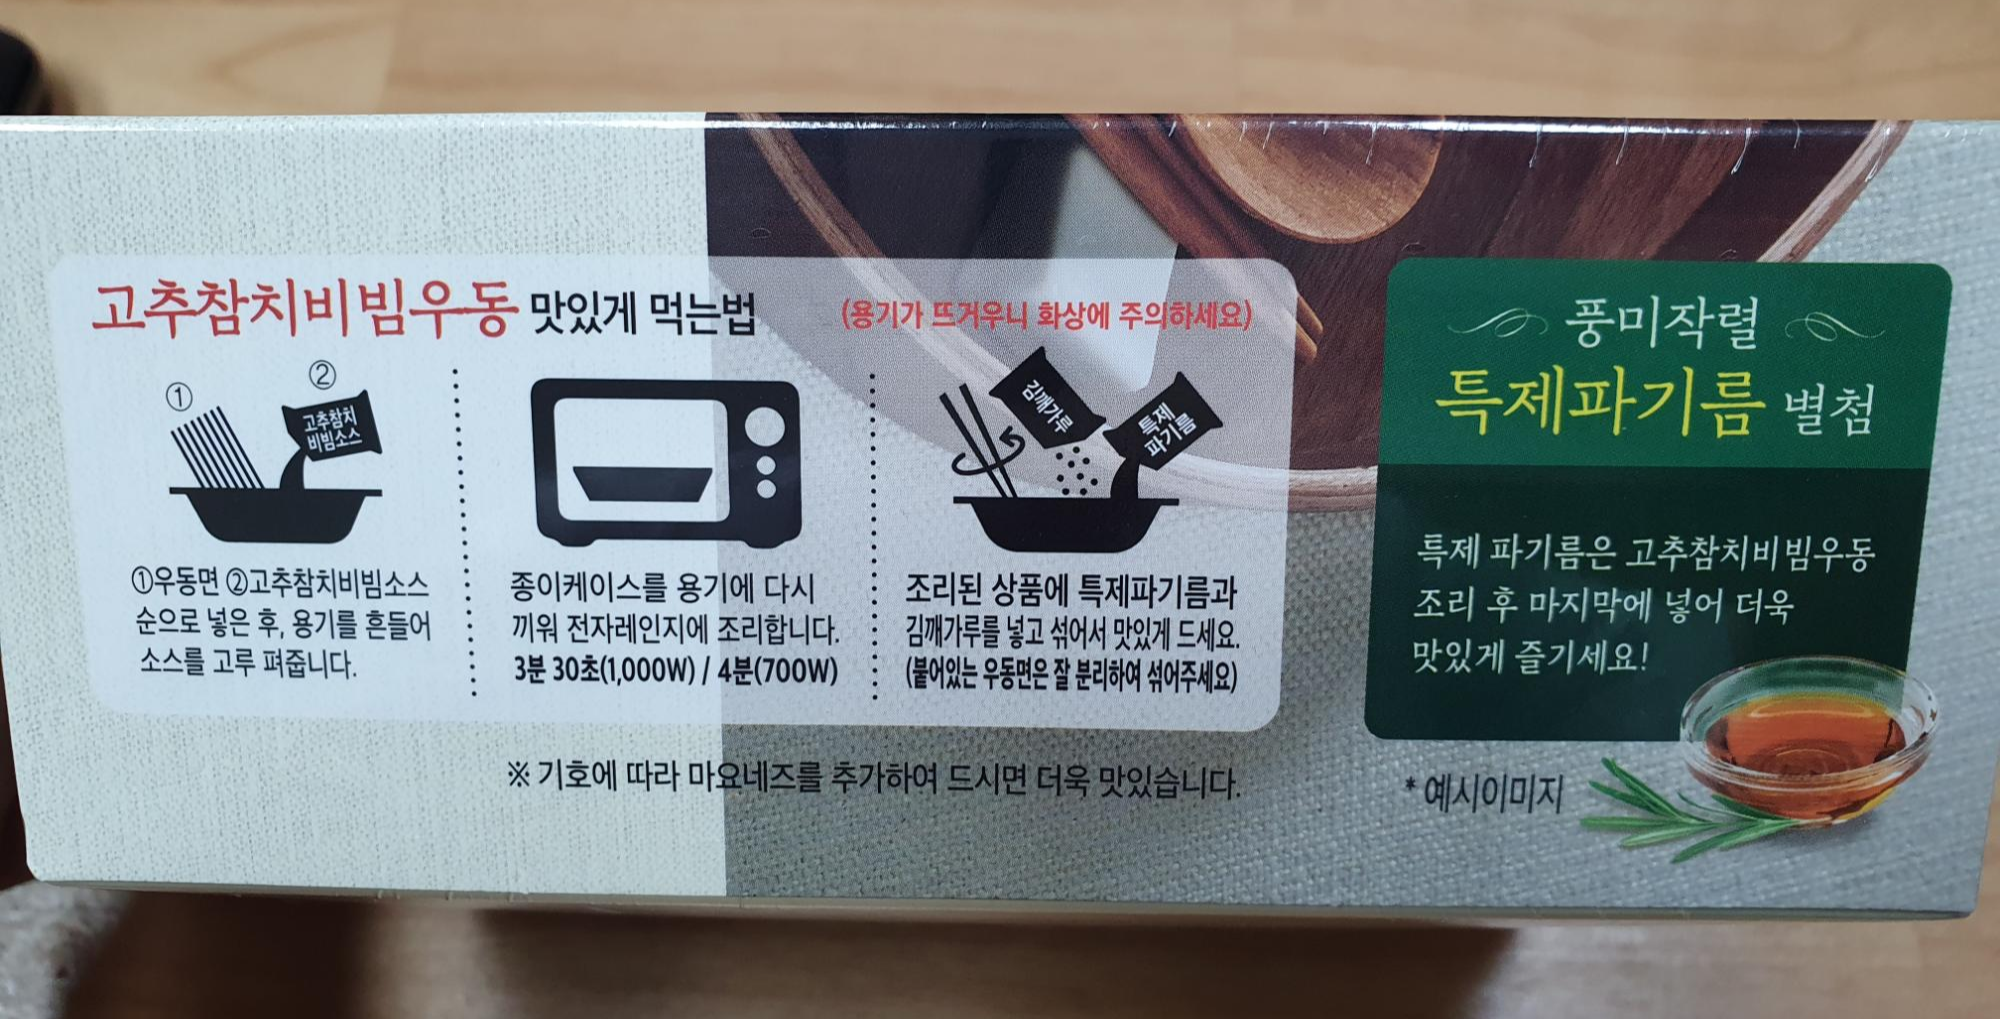 고추참치비빔우동 맛있게 먹는법 (용기가 뜨거우니 화상에 주의하세요)
①
②
고추참치
비빔소스
①우동면 ②고추참치비빔소스
순으로 넣은 후, 용기를 흔들어
소스를 고루 펴줍니다.
종이케이스를 용기에 다시
끼워 전자레인지에 조리합니다.
3분 30초(1,000W) / 4분(700W)
김깨가루
특제
파기름
조리된 상품에 특제파기름과
김깨가루를 넣고 섞어서 맛있게 드세요.
(붙어있는 우동면은 잘 분리하여 섞어주세요)
※ 기호에 따라 마요네즈를 추가하여 드시면 더욱 맛있습니다.
풍미작렬
특제파기름 별첨
특제 파기름은 고추참치비빔우동
조리 후 마지막에 넣어 더욱
맛있게 즐기세요!
* 예시이미지